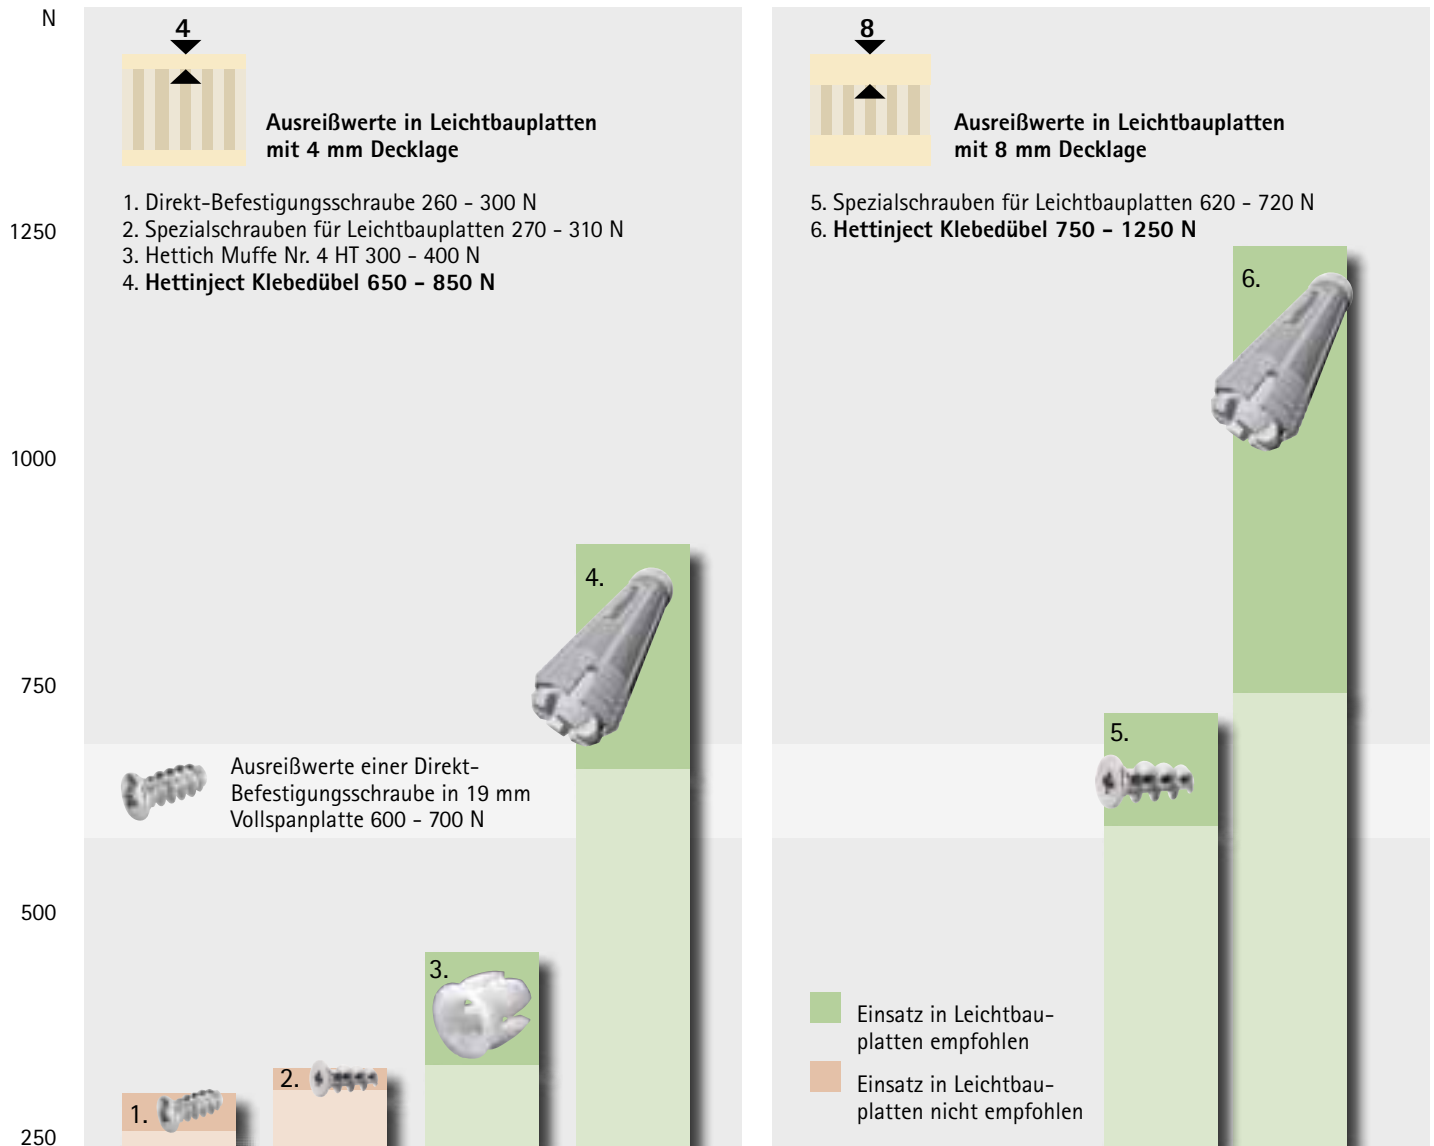 N
1250
1000
750
500
250
4
Ausreißwerte in Leichtbauplatten
mit 4 mm Decklage
1. Direkt-Befestigungsschraube 260 - 300 N
2. Spezialschrauben für Leichtbauplatten 270 - 310 N
3. Hettich Muffe Nr. 4 HT 300 - 400 N
4. Hettinject Klebedübel 650 - 850 N
4.
Ausreißwerte einer Direkt-
Befestigungsschraube in 19 mm
Vollspanplatte 600 - 700 N
3.
2.
1.
8
Ausreißwerte in Leichtbauplatten
mit 8 mm Decklage
5. Spezialschrauben für Leichtbauplatten 620 - 720 N
6. Hettinject Klebedübel 750 - 1250 N
6.
5.
Einsatz in Leichtbau-
platten empfohlen
Einsatz in Leichtbau-
platten nicht empfohlen